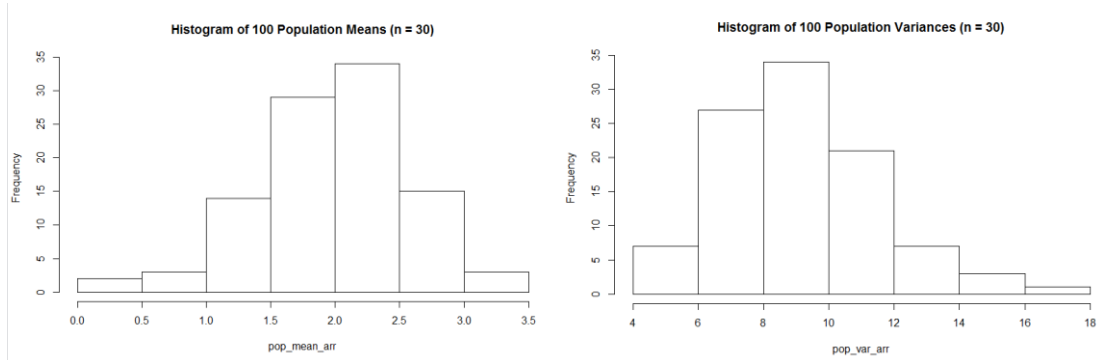 Histogram of 100 Population Means (n = 30)
Frequency
35
30
25
20
15
10
5
0
0.0 0.5 1.0 1.5 2.0 2.5 3.0 3.5
pop_mean_arr
Histogram of 100 Population Variances (n = 30)
Frequency
35
30
25
20
15
10
5
0
4 6 8 10 12 14 16 18
pop_var_arr